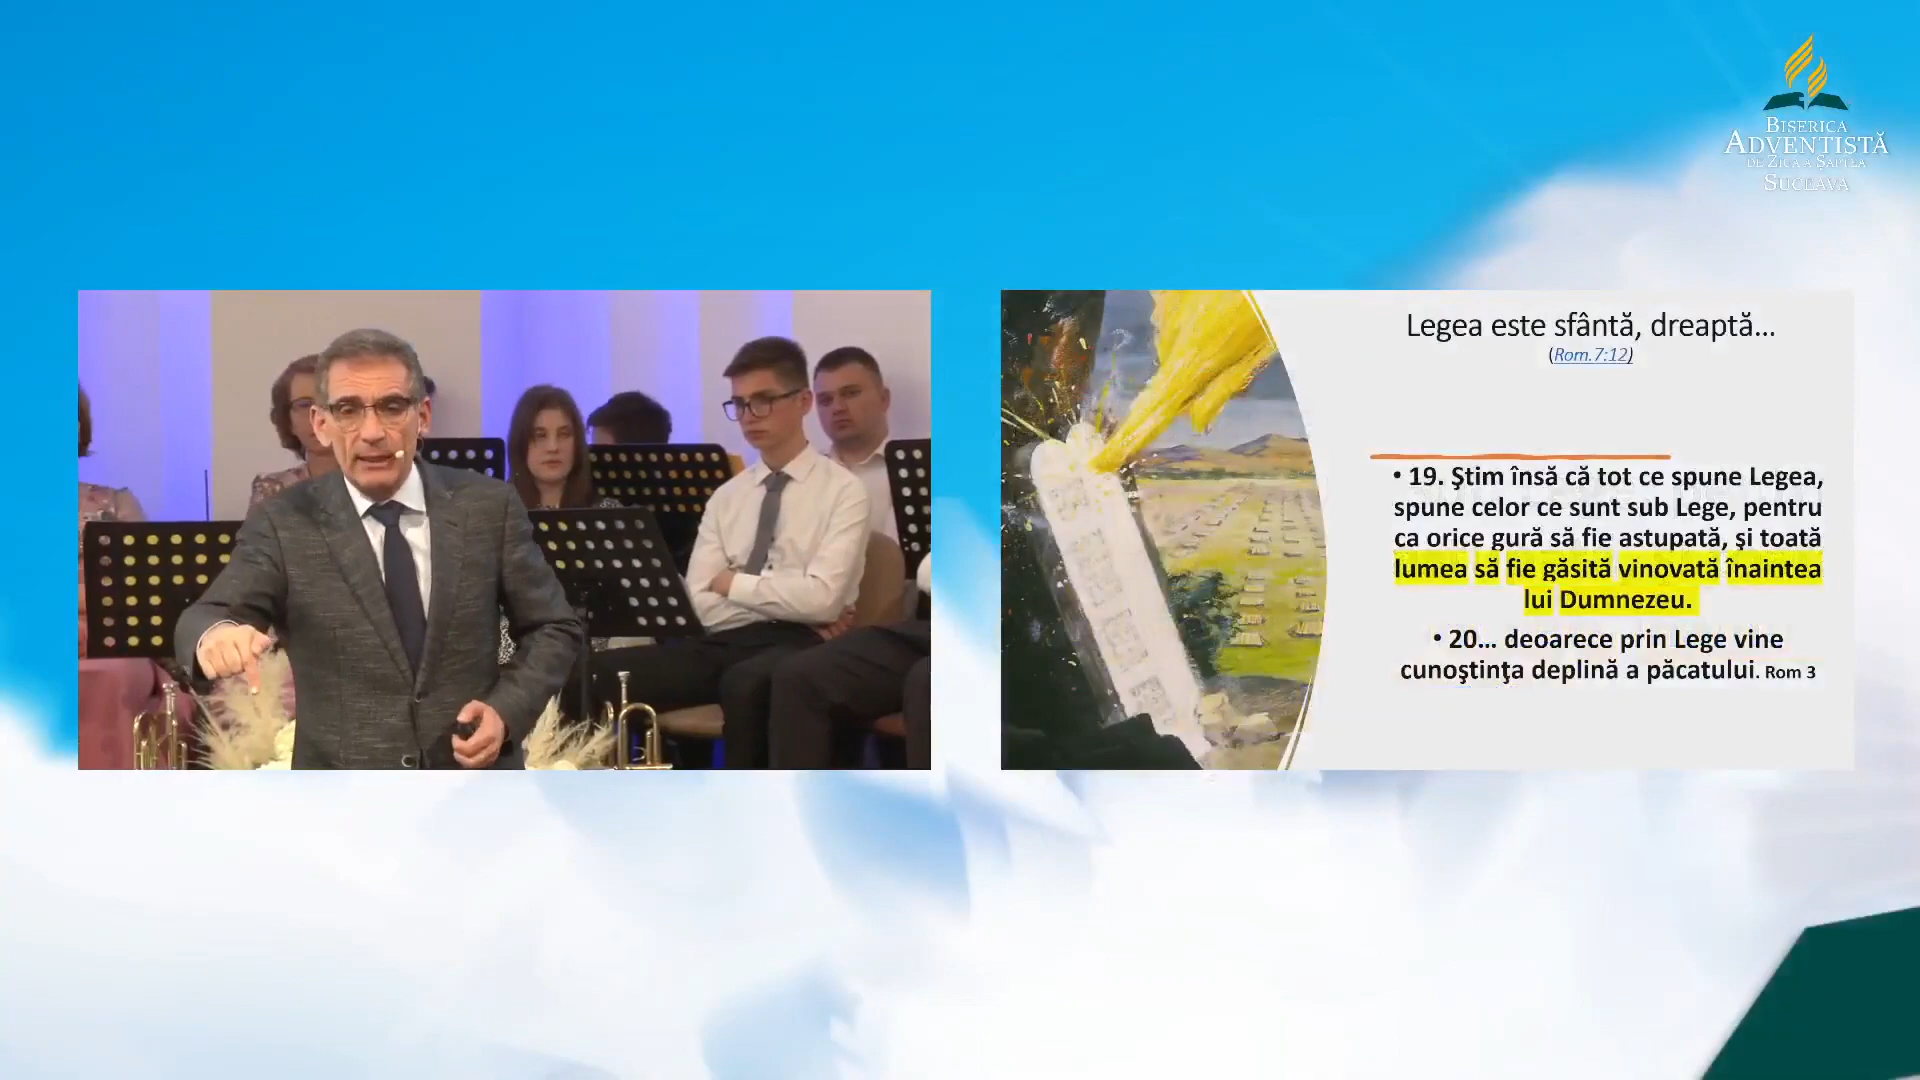 BISERICA
ADVENTISTĂ
DE ZIUA A ȘAPTEA
SUCEAVA
Legea este sfântă, dreaptă...
(Rom.7:12)
• 19. Ştim însă că tot ce spune Legea,
spune celor ce sunt sub Lege, pentru
ca orice gură să fie astupată, şi toată
lumea să fie găsită vinovată înaintea
lui Dumnezeu.
• 20... deoarece prin Lege vine
cunoştinţa deplină a păcatului. Rom 3